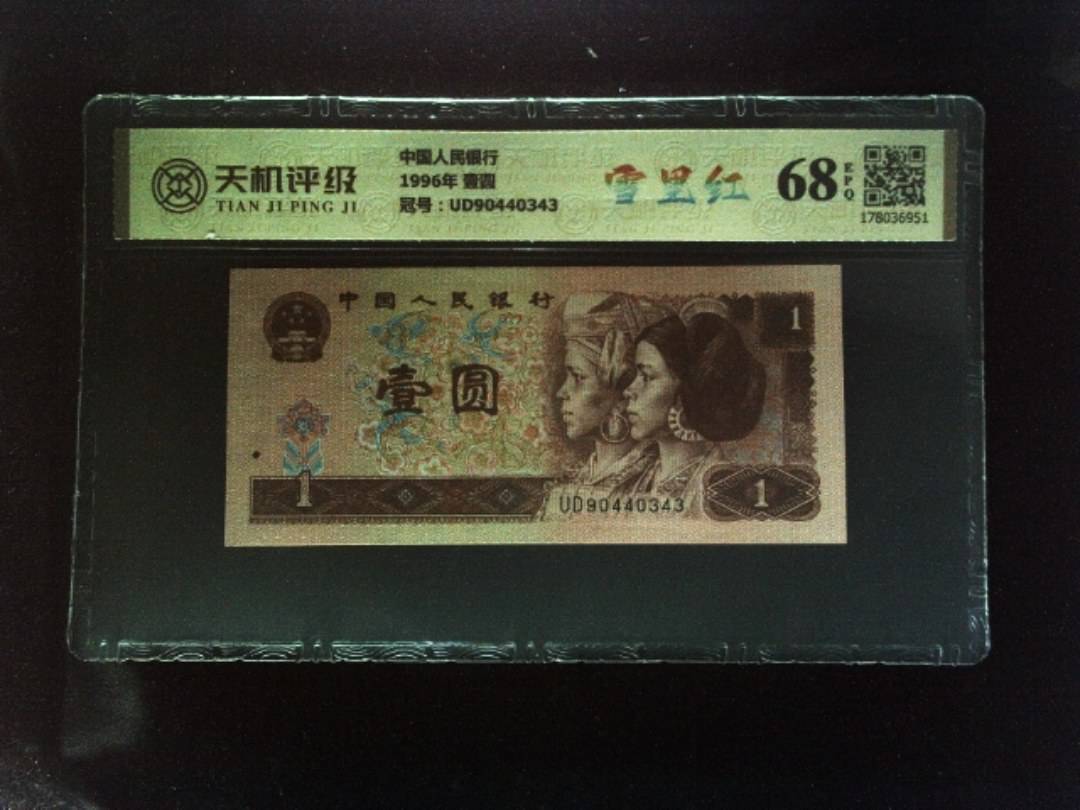 天机评级
TIAN JI PING JI
中国人民银行
1996年 壹圆
冠号:UD90440343
雪里红
68
EPQ
178036951
中国人民银行
1
壹圆
1
UD90440343
1